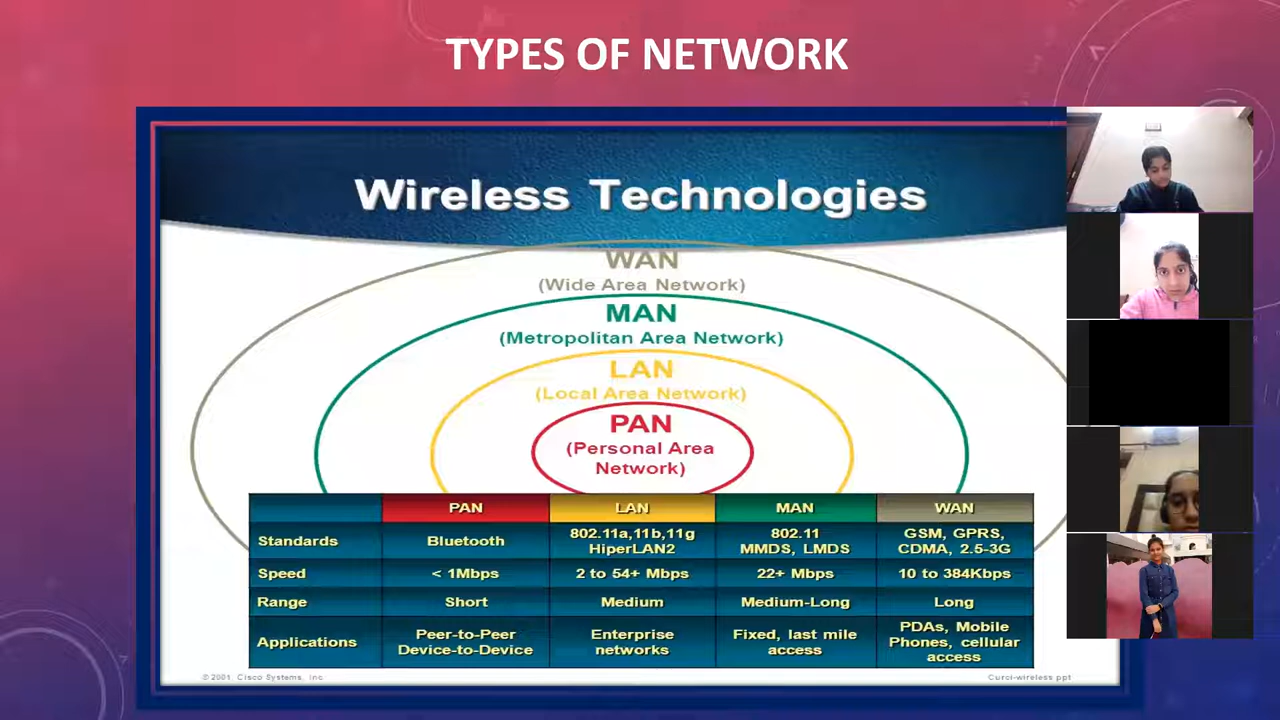 TYPES OF NETWORK
Wireless Technologies
WAN
(Wide Area Network)
MAN
(Metropolitan Area Network)
LAN
(Local Area Network)
PAN
(Personal Area
Network)
PAN LAN MAN WAN
Standards Bluetooth 802.11a,11b,11g HiperLAN2 802.11 MMDS, LMDS GSM, GPRS, CDMA, 2.5-3G
Speed < 1Mbps 2 to 54+ Mbps 22+ Mbps 10 to 384Kbps
Range Short Medium Medium-Long Long
Applications Peer-to-Peer Device-to-Device Enterprise networks Fixed, last mile access PDAs, Mobile Phones, cellular access
© 2001, Cisco Systems, Inc. Curci-wireless.ppt